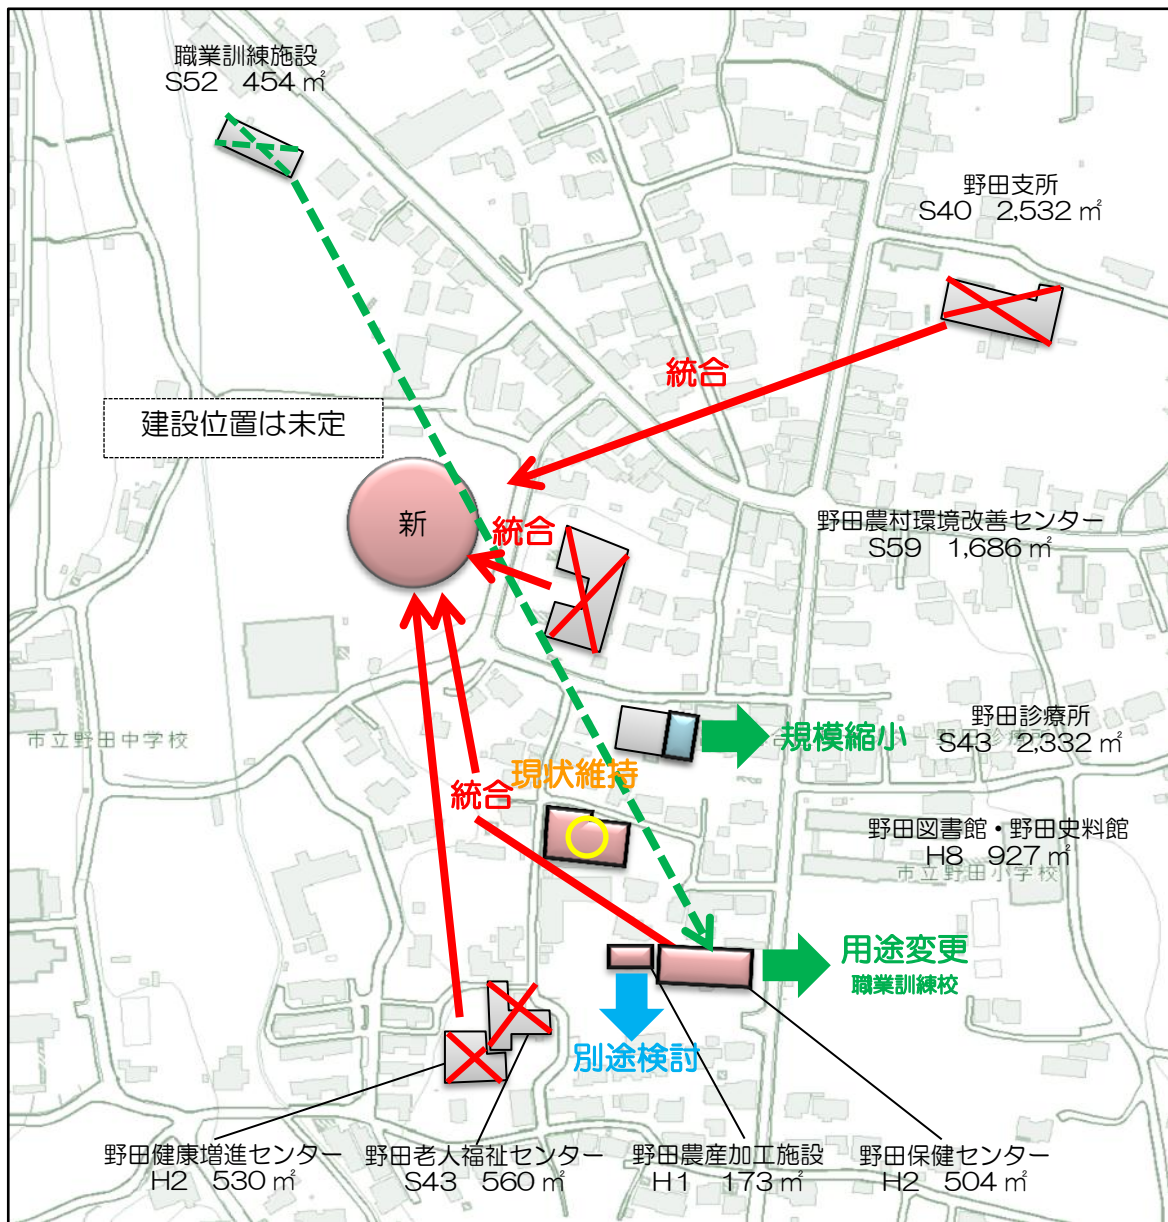 職業訓練施設
S52 454㎡
野田支所
S40 2,532㎡
統合
建設位置は未定
新
統合
野田農村環境改善センター
S59 1,686㎡
市立野田中学校
規模縮小
野田診療所
S43 2,332㎡
現状維持
統合
野田図書館・野田史料館
H8 927㎡
市立野田小学校
用途変更
職業訓練校
別途検討
野田健康増進センター
H2 530㎡
野田老人福祉センター
S43 560㎡
野田農産加工施設
H1 173㎡
野田保健センター
H2 504㎡